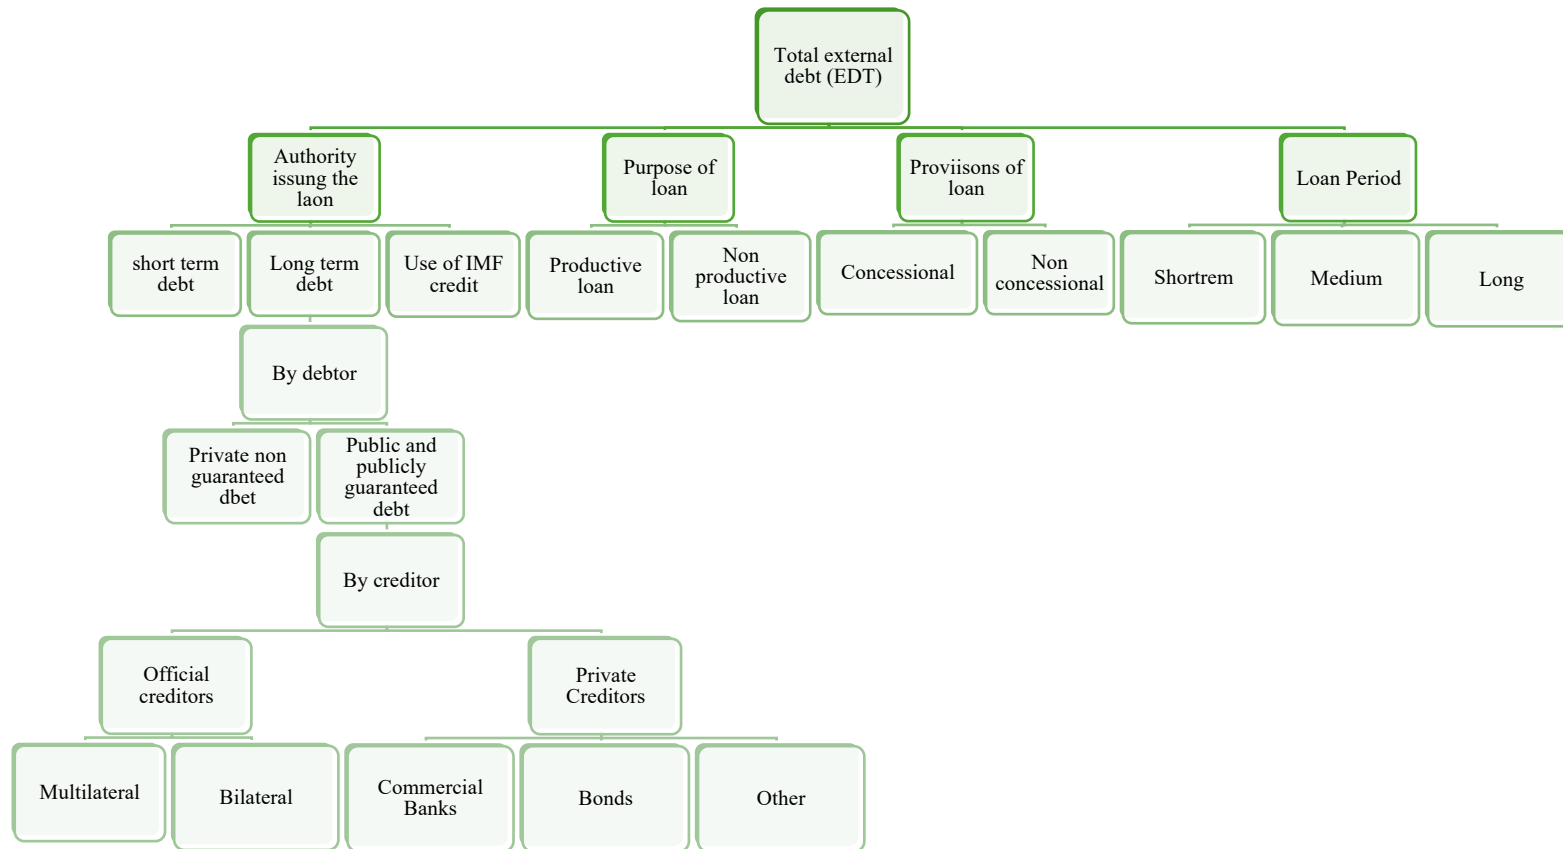 Total external
debt (EDT)
Authority
issung the
laon
Purpose of
loan
Proviisons of
loan
Loan Period
short term
debt
Long term
debt
Use of IMF
credit
Productive
loan
Non
productive
loan
Concessional
Non
concessional
Shortrem
Medium
Long
By debtor
Private non
guaranteed
dbet
Public and
publicly
guaranteed
debt
By creditor
Official
creditors
Private
Creditors
Multilateral
Bilateral
Commercial
Banks
Bonds
Other